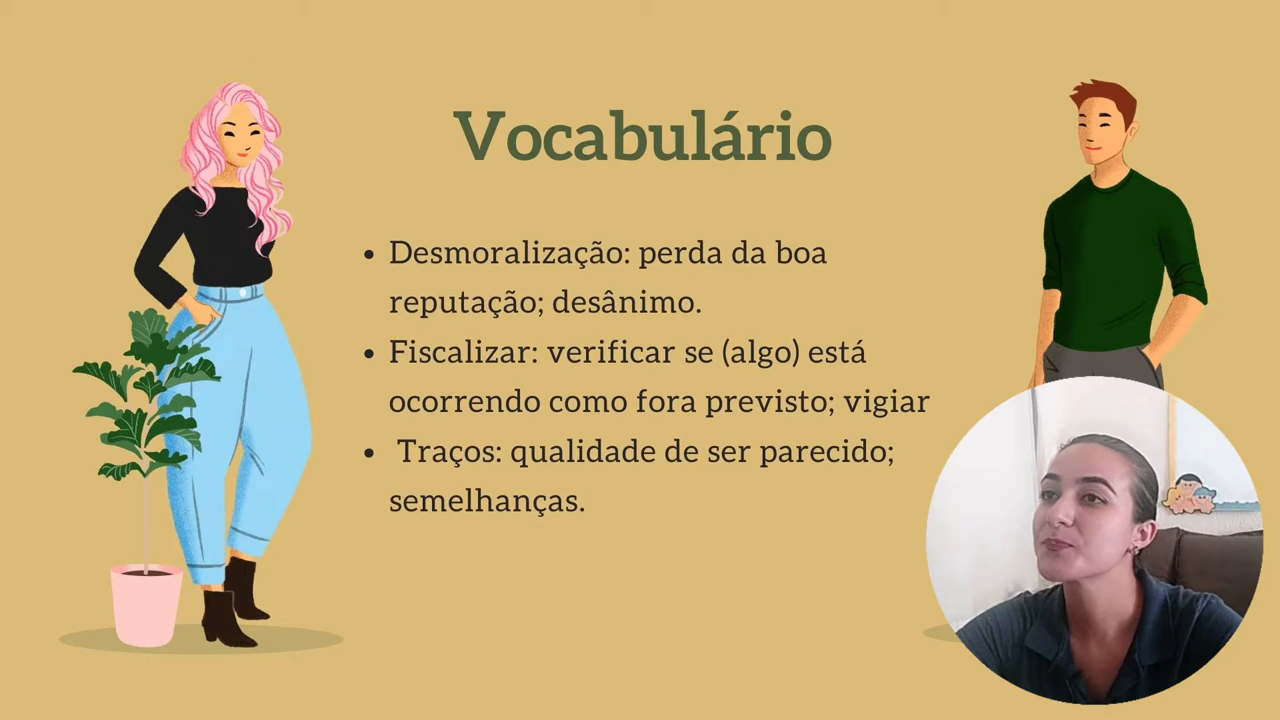 Vocabulário
• Desmoralização: perda da boa
reputação; desânimo.
• Fiscalizar: verificar se (algo) está
ocorrendo como fora previsto; vigiar
• Traços: qualidade de ser parecido;
semelhanças.